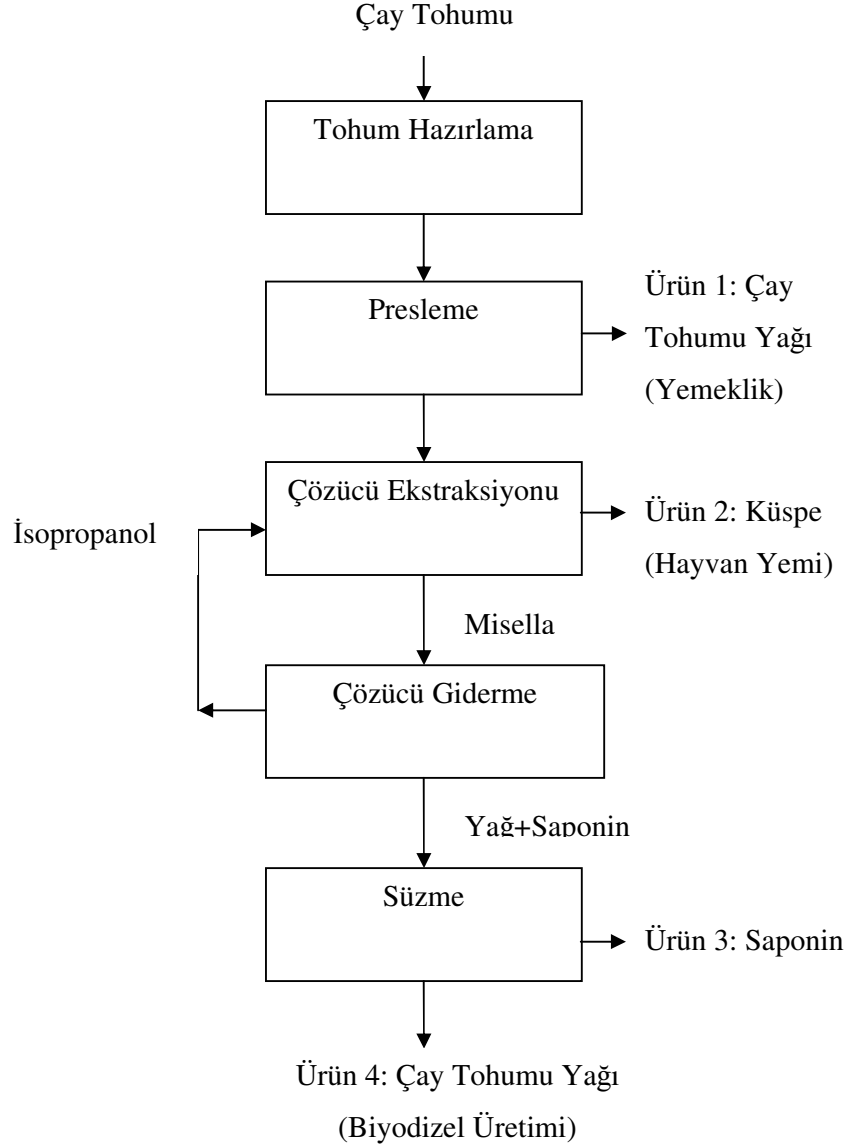 Çay Tohumu
Tohum Hazırlama
Presleme
Ürün 1: Çay
Tohumu Yağı
(Yemeklik)
Çözücü Ekstraksiyonu
İsopropanol
Ürün 2: Küspe
(Hayvan Yemi)
Misella
Çözücü Giderme
Yağ+Saponin
Süzme
Ürün 3: Saponin
Ürün 4: Çay Tohumu Yağı
(Biyodizel Üretimi)